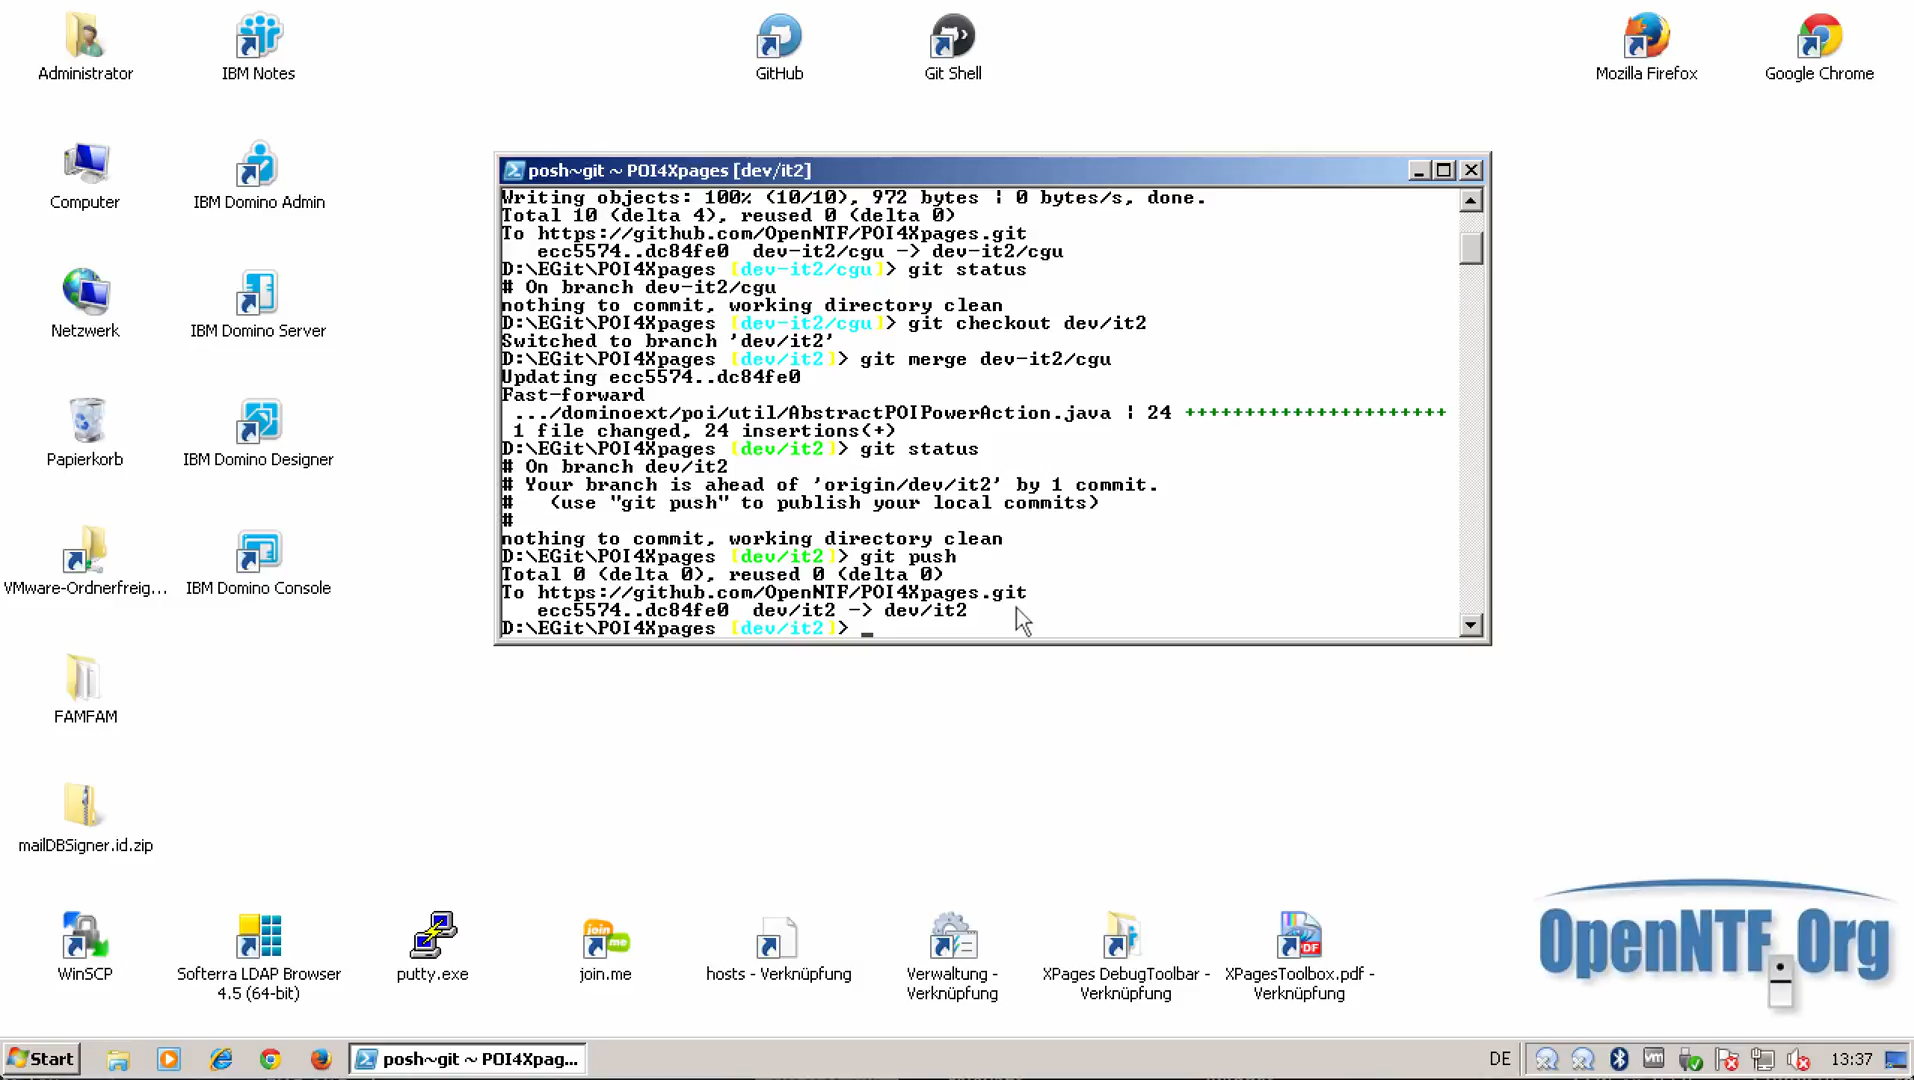 Administrator
IBM Notes
GitHub
Git Shell
Mozilla Firefox
Google Chrome
Computer
IBM Domino Admin
Netzwerk
IBM Domino Server
Papierkorb
IBM Domino Designer
VMware-Ordnerfreig...
IBM Domino Console
FAMFAM
mailDBSigner.id.zip
posh~git ~ POI4Xpages [dev/it2]
Writing objects: 100% (10/10), 972 bytes | 0 bytes/s, done.
Total 10 (delta 4), reused 0 (delta 0)
To https://github.com/OpenNTF/POI4Xpages.git
ecc5574..dc84fe0  dev-it2/cgu -> dev-it2/cgu
D:\EGit\POI4Xpages [dev-it2/cgu]> git status
# On branch dev-it2/cgu
nothing to commit, working directory clean
D:\EGit\POI4Xpages [dev-it2/cgu]> git checkout dev/it2
Switched to branch 'dev/it2'
D:\EGit\POI4Xpages [dev/it2]> git merge dev-it2/cgu
Updating ecc5574..dc84fe0
Fast-forward
.../dominoext/poi/util/AbstractPOIPowerAction.java | 24 ++++++++++++++++++++++
1 file changed, 24 insertions(+)
D:\EGit\POI4Xpages [dev/it2]> git status
# On branch dev/it2
# Your branch is ahead of 'origin/dev/it2' by 1 commit.
#   (use "git push" to publish your local commits)
#
nothing to commit, working directory clean
D:\EGit\POI4Xpages [dev/it2]> git push
Total 0 (delta 0), reused 0 (delta 0)
To https://github.com/OpenNTF/POI4Xpages.git
ecc5574..dc84fe0  dev/it2 -> dev/it2
D:\EGit\POI4Xpages [dev/it2]> _
WinSCP
Softerra LDAP Browser
4.5 (64-bit)
putty.exe
join.me
hosts - Verknüpfung
Verwaltung -
Verknüpfung
XPages DebugToolbar -
Verknüpfung
XPagesToolbox.pdf -
Verknüpfung
OpenNTF.Org
Start
posh~git ~ POI4Xpag...
DE
13:37